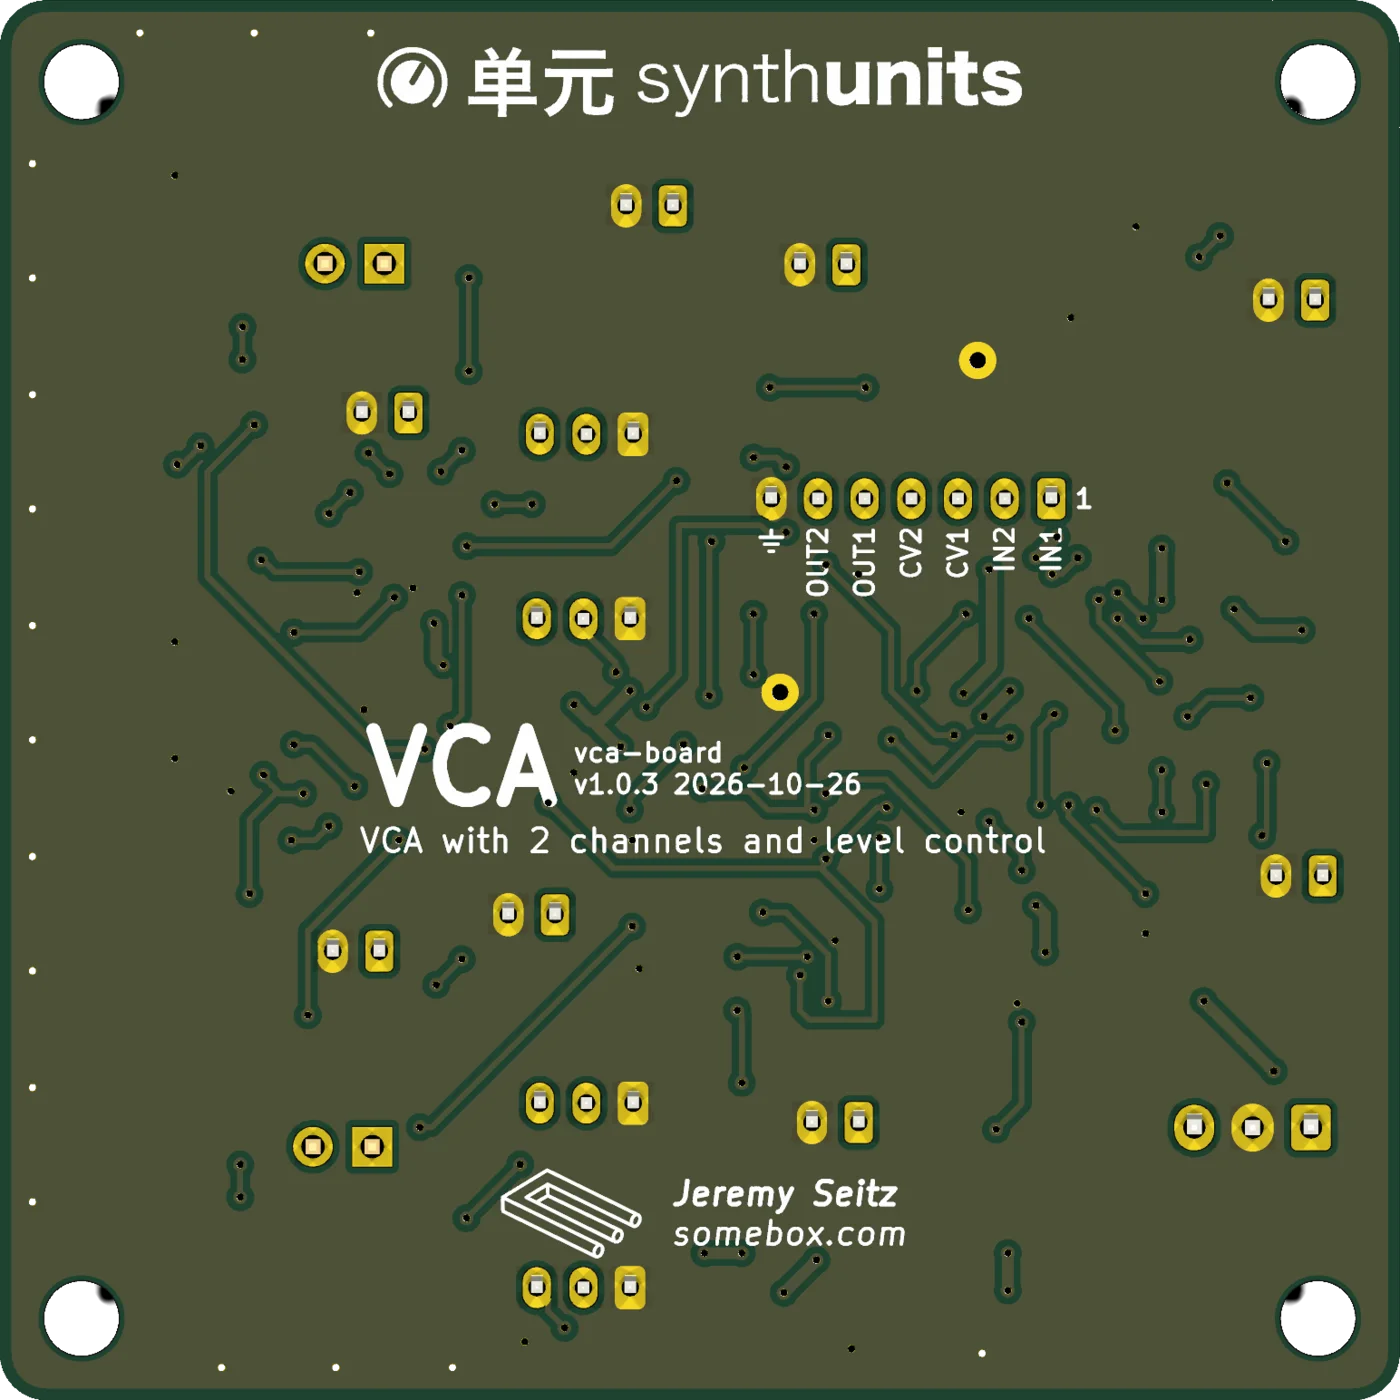 单元 synthunits
1
OUT2 OUT1 CV2 CV1 IN2 IN1
VCA
vca-board
v1.0.3 2026-10-26
VCA with 2 channels and level control
Jeremy Seitz
somebox.com